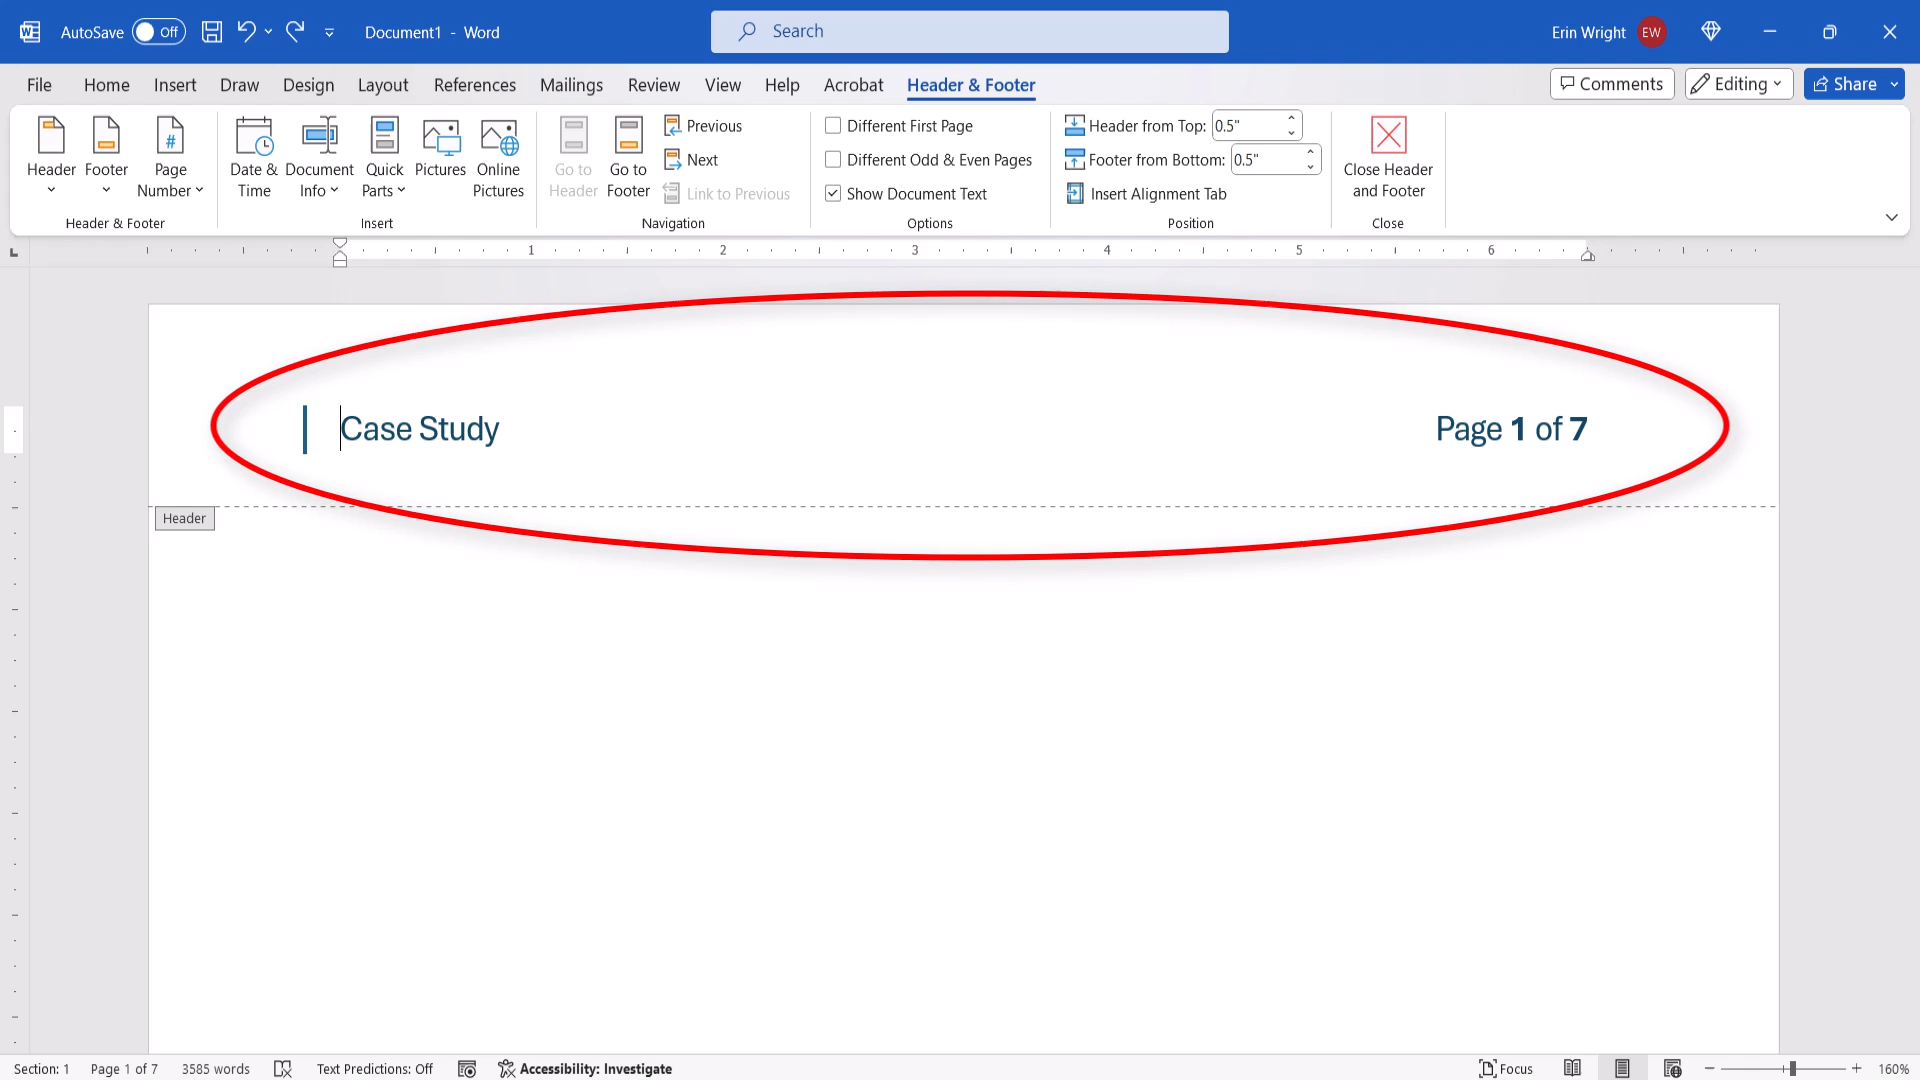 AutoSave Off Document1 - Word Search Erin Wright EW
File Home Insert Draw Design Layout References Mailings Review View Help Acrobat Header & Footer Comments Editing Share
Header
Footer
Page
Number
Header & Footer
Date &
Time
Document
Info
Quick
Parts
Pictures
Online
Pictures
Insert
Go to
Header
Go to
Footer
Previous
Next
Link to Previous
Navigation
Different First Page
Different Odd & Even Pages
Show Document Text
Options
Header from Top: 0.5"
Footer from Bottom: 0.5"
Insert Alignment Tab
Position
Close Header
and Footer
Close
1 2 3 4 5 6
Case Study Page 1 of 7
Header
Section: 1 Page 1 of 7 3585 words Text Predictions: Off Accessibility: Investigate Focus 160%